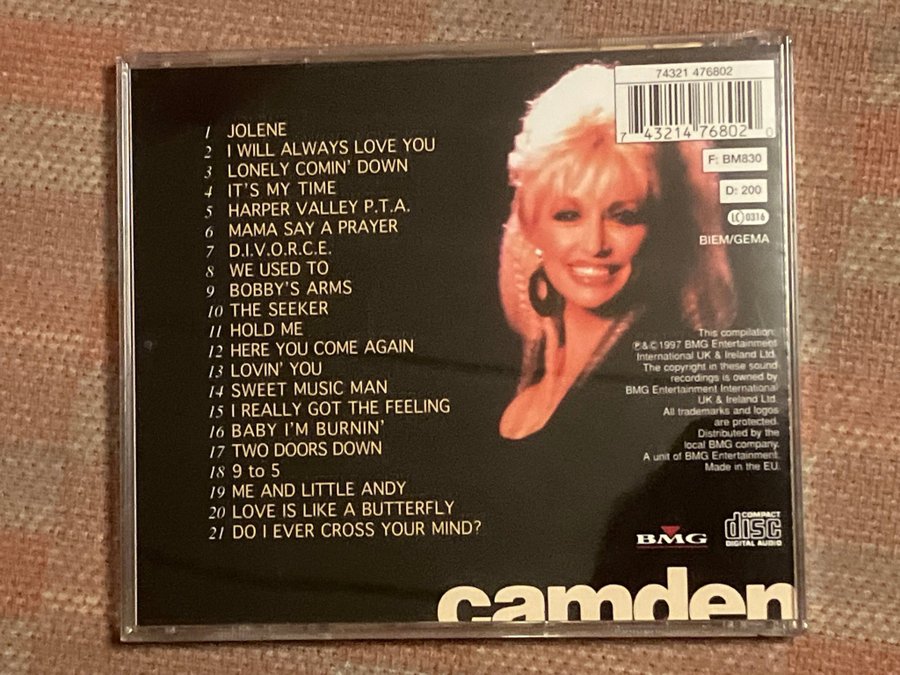 1 JOLENE
2 I WILL ALWAYS LOVE YOU
3 LONELY COMIN' DOWN
4 IT'S MY TIME
5 HARPER VALLEY P.T.A.
6 MAMA SAY A PRAYER
7 D.I.V.O.R.C.E.
8 WE USED TO
9 BOBBY'S ARMS
10 THE SEEKER
11 HOLD ME
12 HERE YOU COME AGAIN
13 LOVIN' YOU
14 SWEET MUSIC MAN
15 I REALLY GOT THE FEELING
16 BABY I'M BURNIN'
17 TWO DOORS DOWN
18 9 to 5
19 ME AND LITTLE ANDY
20 LOVE IS LIKE A BUTTERFLY
21 DO I EVER CROSS YOUR MIND?
74321 476802
7 43214 76802 0
F: BM830
D: 200
LC 0316
BIEM/GEMA
This compilation:
℗&©1997 BMG Entertainment
International UK & Ireland Ltd.
The copyright in these sound
recordings is owned by
BMG Entertainment International
UK & Ireland Ltd.
All trademarks and logos
are protected.
Distributed by the
local BMG company.
A unit of BMG Entertainment.
Made in the EU.
BMG
COMPACT
disc
DIGITAL AUDIO
camden